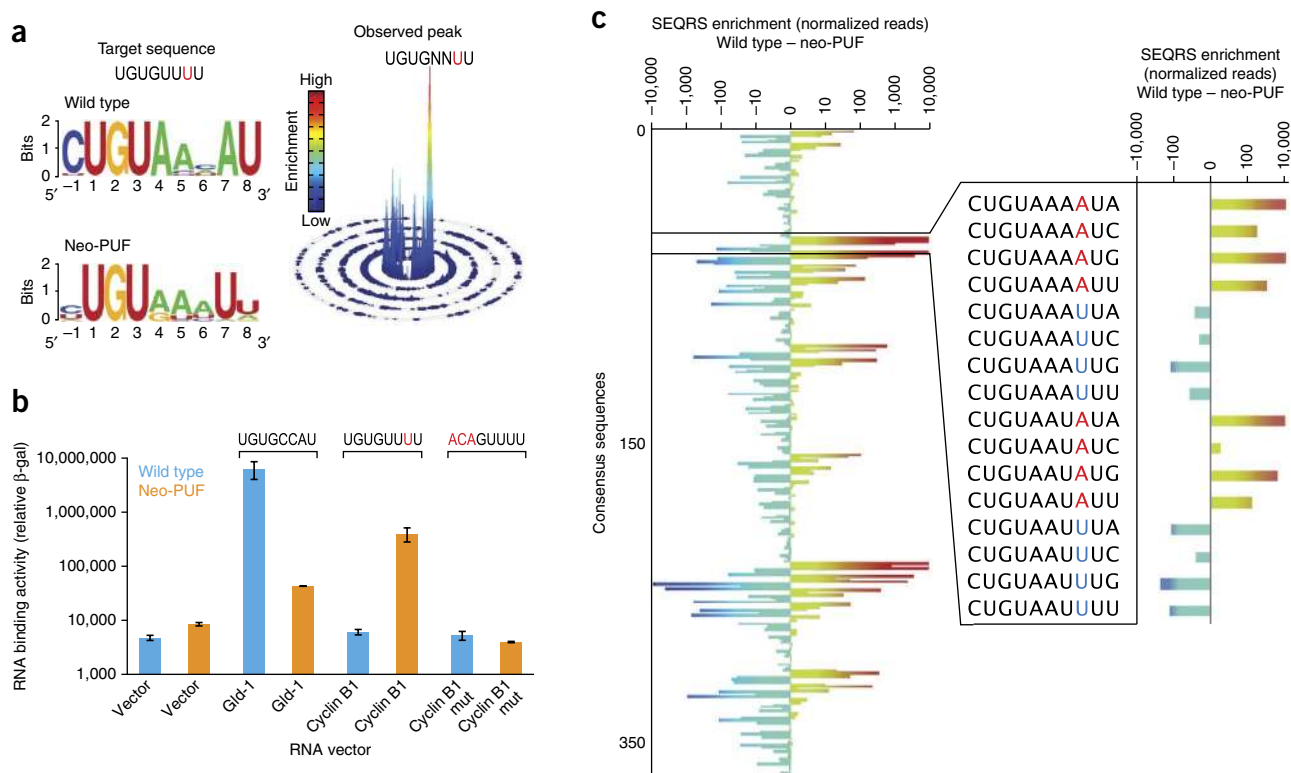 a
Target sequence
UGUGUUUU
Wild type
Bits
2
1
0
CUGUAAcAU
5′ –1 1 2 3 4 5 6 7 8 3′
Neo-PUF
Bits
2
1
0
UGUAAAUU
5′ –1 1 2 3 4 5 6 7 8 3′
Observed peak
UGUGNNUU
High
Enrichment
Low
b
UGUGCCAU
UGUGUUUU
ACAGUUUU
Wild type
Neo-PUF
RNA binding activity (relative β-gal)
10,000,000
1,000,000
100,000
10,000
1,000
Vector
Vector
Gld-1
Gld-1
Cyclin B1
Cyclin B1
Cyclin B1
mut
Cyclin B1
mut
RNA vector
c
SEQRS enrichment (normalized reads)
Wild type – neo-PUF
–10,000
–1,000
–100
–10
0
10
100
1,000
10,000
Consensus sequences
0
150
350
CUGUAAAAUA
CUGUAAAAUC
CUGUAAAAUG
CUGUAAAAUU
CUGUAAAUUA
CUGUAAAUUC
CUGUAAAUUG
CUGUAAAUUU
CUGUAAUAUA
CUGUAAUAUC
CUGUAAUAUG
CUGUAAUAUU
CUGUAAUUUA
CUGUAAUUUC
CUGUAAUUUG
CUGUAAUUUU
SEQRS enrichment
(normalized reads)
Wild type – neo-PUF
–10,000
–100
0
100
10,000